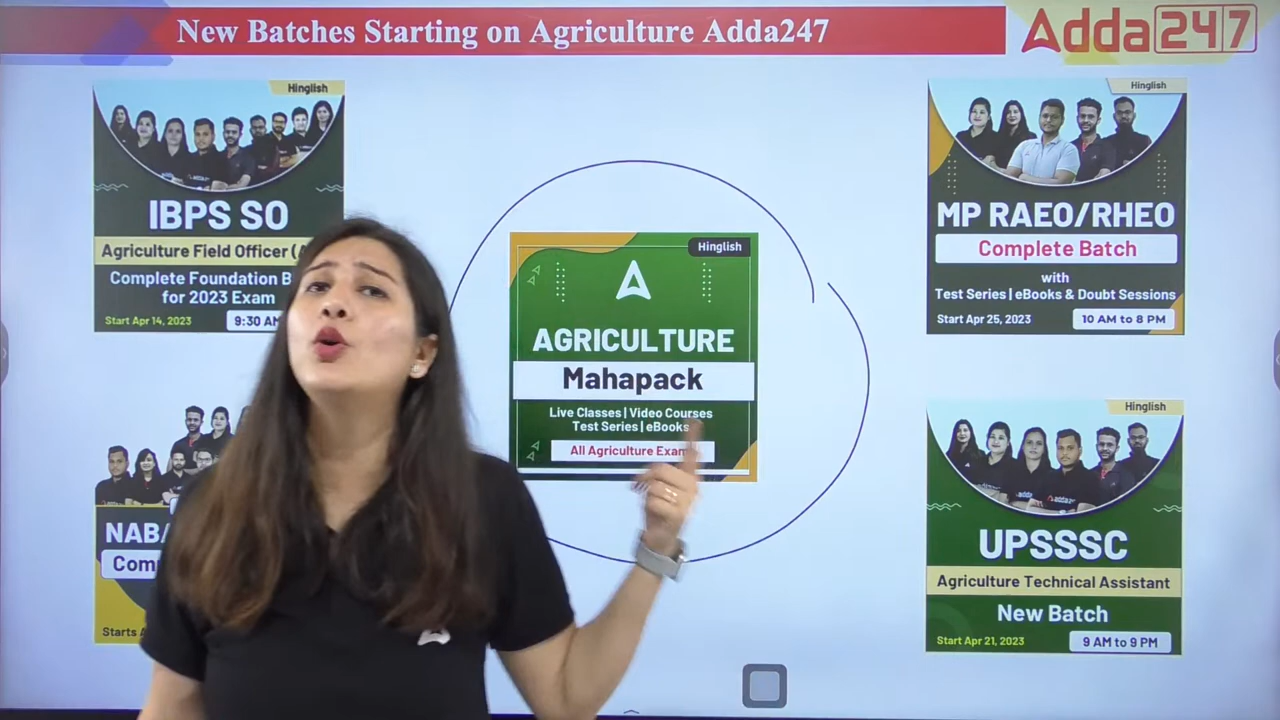 New Batches Starting on Agriculture Adda247
Adda247
Hinglish
IBPS SO
Agriculture Field Officer
Complete Foundation
for 2023 Exam
Start Apr 14, 2023
9:30 AM
Hinglish
AGRICULTURE
Mahapack
Live Classes | Video Courses
Test Series | eBooks
All Agriculture Exam
Hinglish
MP RAEO/RHEO
Complete Batch
with
Test Series | eBooks & Doubt Sessions
Start Apr 25, 2023
10 AM to 8 PM
Starts
Hinglish
UPSSSC
Agriculture Technical Assistant
New Batch
Start Apr 21, 2023
9 AM to 9 PM